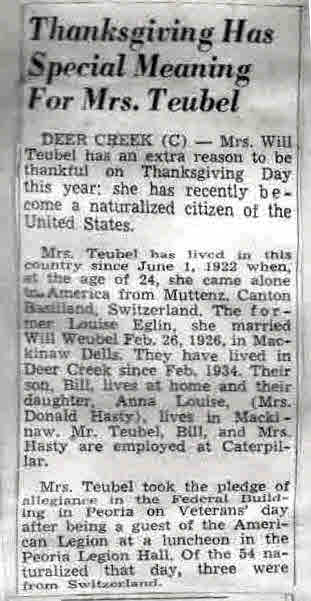 Thanksgiving Has
Special Meaning
For Mrs. Teubel
DEER CREEK (C) — Mrs. Will
Teubel has an extra reason to be
thankful on Thanksgiving Day
this year: she has recently be-
come a naturalized citizen of the
United States.
Mrs. Teubel has lived in this
country since June 1, 1922 when,
at the age of 24, she came alone
to America from Muttenz, Canton
Baselland, Switzerland. The for-
mer Louise Eglin, she married
Will Weubel Feb. 26, 1926, in Mac-
kinaw Dells. They have lived in
Deer Creek since Feb. 1934. Their
son, Bill, lives at home and their
daughter, Anna Louise, (Mrs.
Donald Hasty), lives in Macki-
naw. Mr. Teubel, Bill, and Mrs.
Hasty are employed at Caterpil-
lar.
Mrs. Teubel took the pledge of
allegiance in the Federal Build-
ing in Peoria on Veterans' day
after being a guest of the Ameri-
can Legion at a luncheon in the
Peoria Legion Hall. Of the 54 na-
turalized that day, three were
from Switzerland.